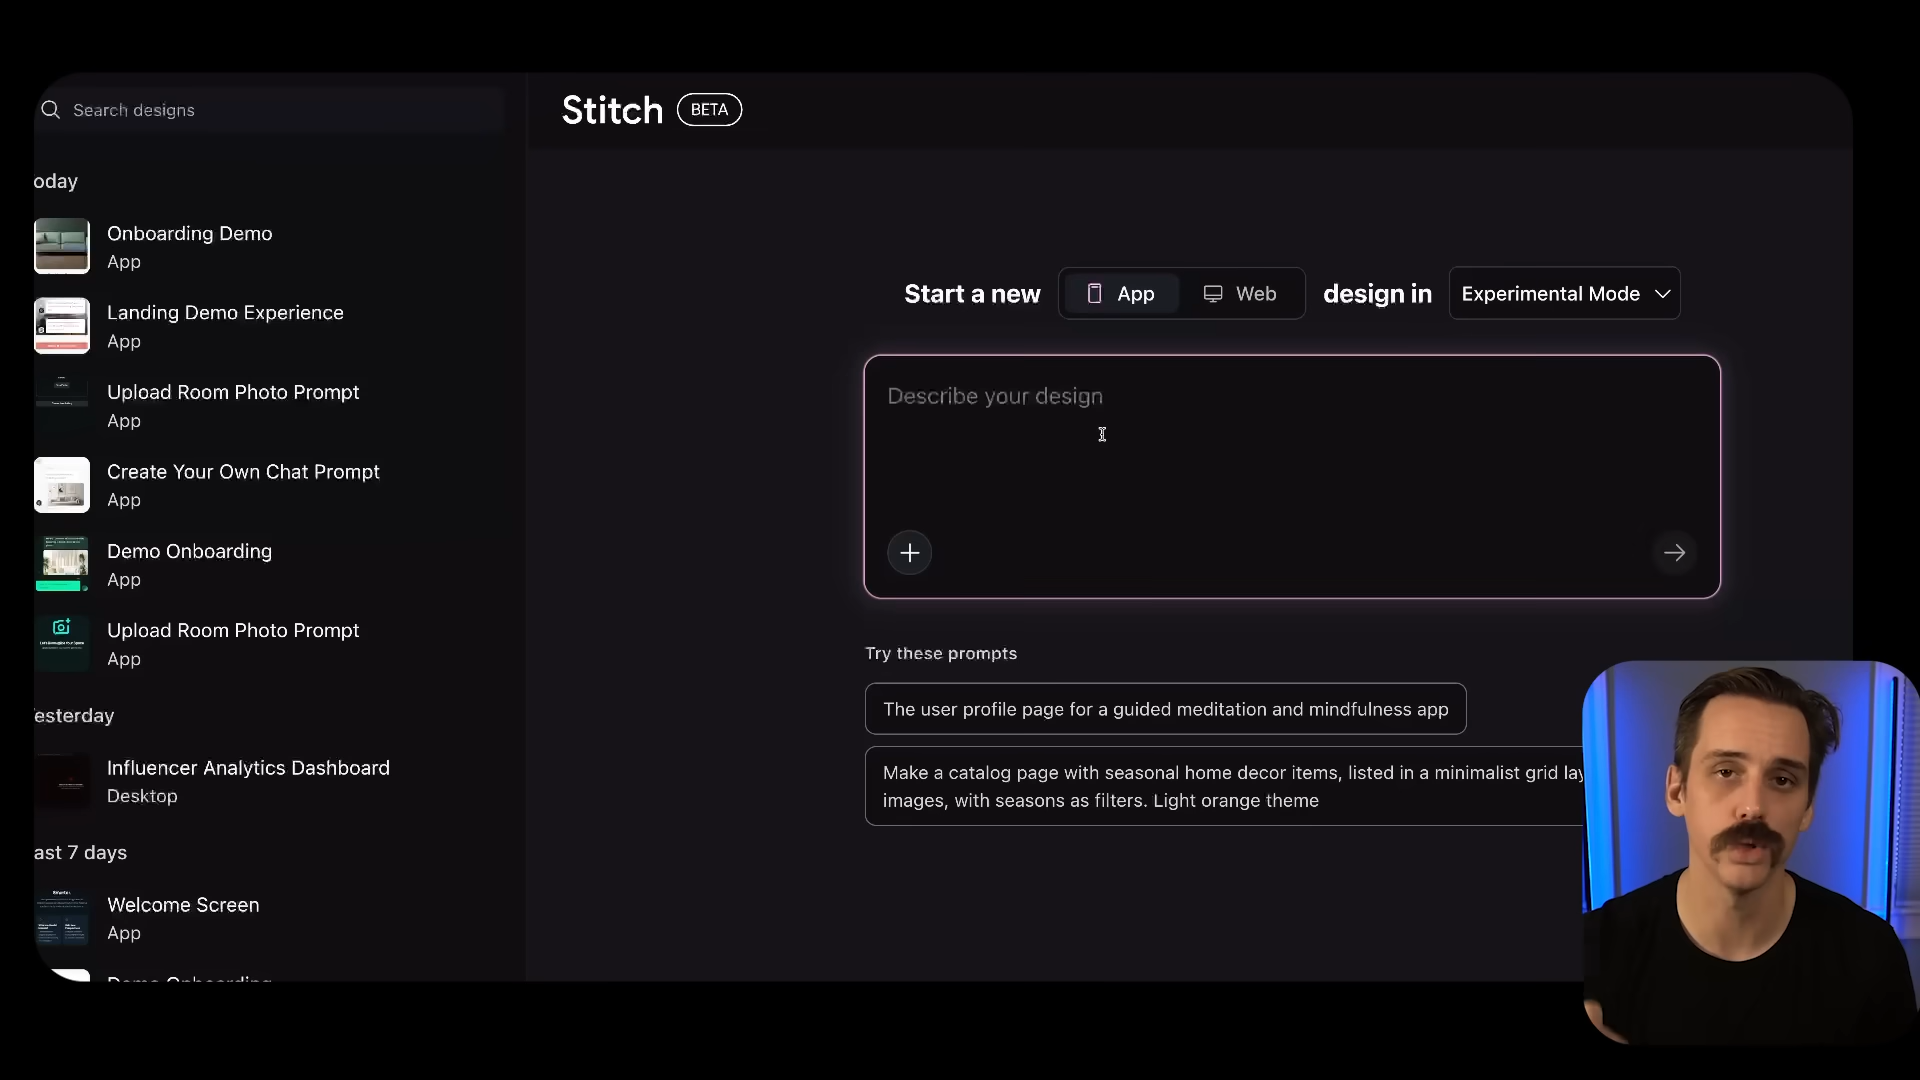 Search designs
Stitch BETA
oday
Onboarding Demo
App
Landing Demo Experience
App
Upload Room Photo Prompt
App
Create Your Own Chat Prompt
App
Demo Onboarding
App
Upload Room Photo Prompt
App
esterday
Influencer Analytics Dashboard
Desktop
ast 7 days
Welcome Screen
App
Demo Onboarding
Start a new App Web design in Experimental Mode
Describe your design
Try these prompts
The user profile page for a guided meditation and mindfulness app
Make a catalog page with seasonal home decor items, listed in a minimalist grid lay
images, with seasons as filters. Light orange theme